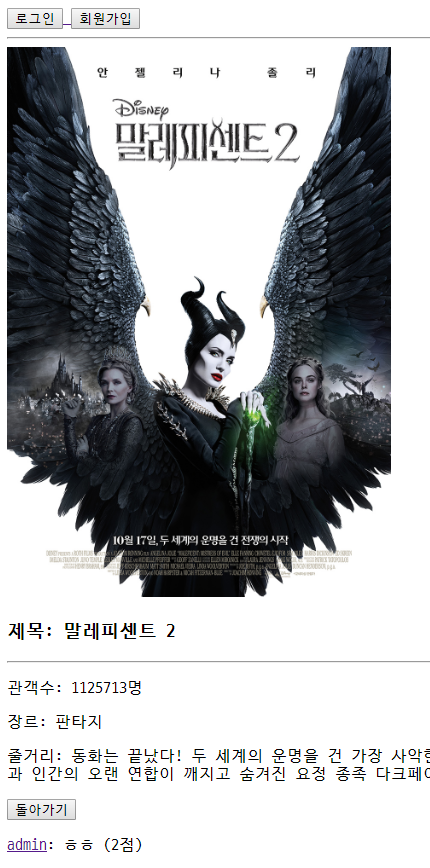 로그인 회원가입
안젤리나 졸리
Disney
말레피센트 2
10월 17일, 두 세계의 운명을 건 전쟁의 시작
제목: 말레피센트 2
관객수: 1125713명
장르: 판타지
줄거리: 동화는 끝났다! 두 세계의 운명을 건 가장 사악한
과 인간의 오랜 연합이 깨지고 숨겨진 요정 종족 다크페이
돌아가기
admin: ㅎㅎ (2점)